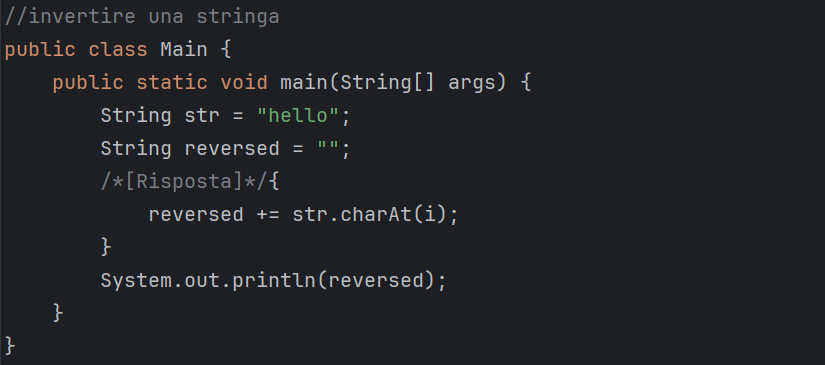 //invertire una stringa
public class Main {
    public static void main(String[] args) {
        String str = "hello";
        String reversed = "";
        /*[Risposta]*/{
            reversed += str.charAt(i);
        }
        System.out.println(reversed);
    }
}